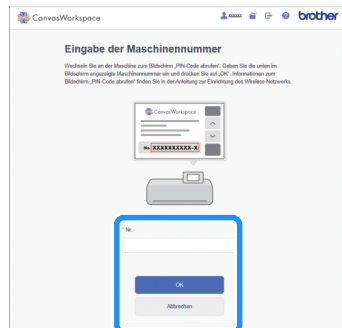 CanvasWorkspace
xxxxx
brother
Eingabe der Maschinennummer
Wechseln Sie an der Maschine zum Bildschirm „PIN-Code abrufen“. Geben Sie die unten im
Bildschirm angezeigte Maschinennummer ein und drücken Sie auf „OK“. Informationen zum
Bildschirm „PIN-Code abrufen“ finden Sie in der Anleitung zur Einrichtung des Wireless-Netzwerks.
CanvasWorkspace
No. XXXXXXXXXX-X
* Nr.
OK
Abbrechen